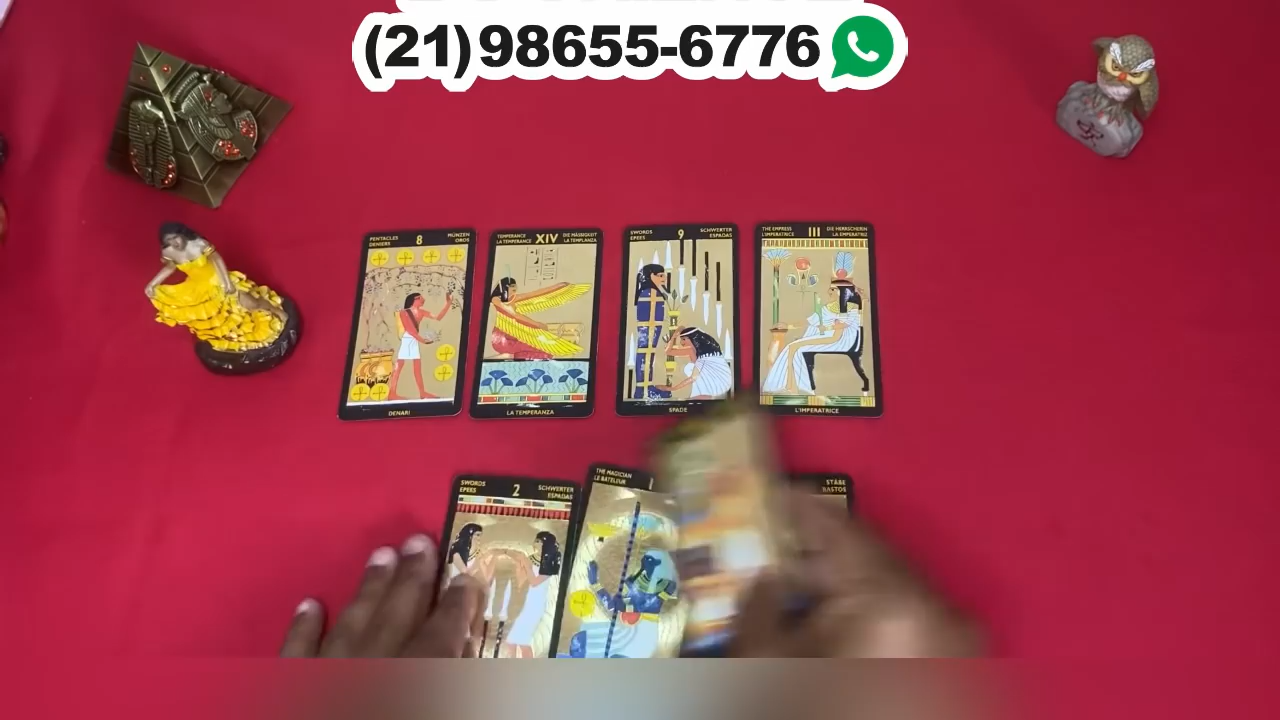 (21)98655-6776
PENTACLES
DENIERS
8
MÜNZEN
OROS
DENARI
TEMPERANCE
LA TEMPERANCE
XIV
DIE MÄSSIGKEIT
LA TEMPLANZA
LA TEMPERANZA
SWORDS
EPEES
9
SCHWERTER
ESPADAS
SPADE
THE EMPRESS
L'IMPERATRICE
III
DIE HERRSCHERIN
LA EMPERATRIZ
L'IMPERATRICE
SWORDS
EPEES
2
SCHWERTER
ESPADAS
THE MAGICIAN
LE BATELEUR
I
STÄBE
BASTOS